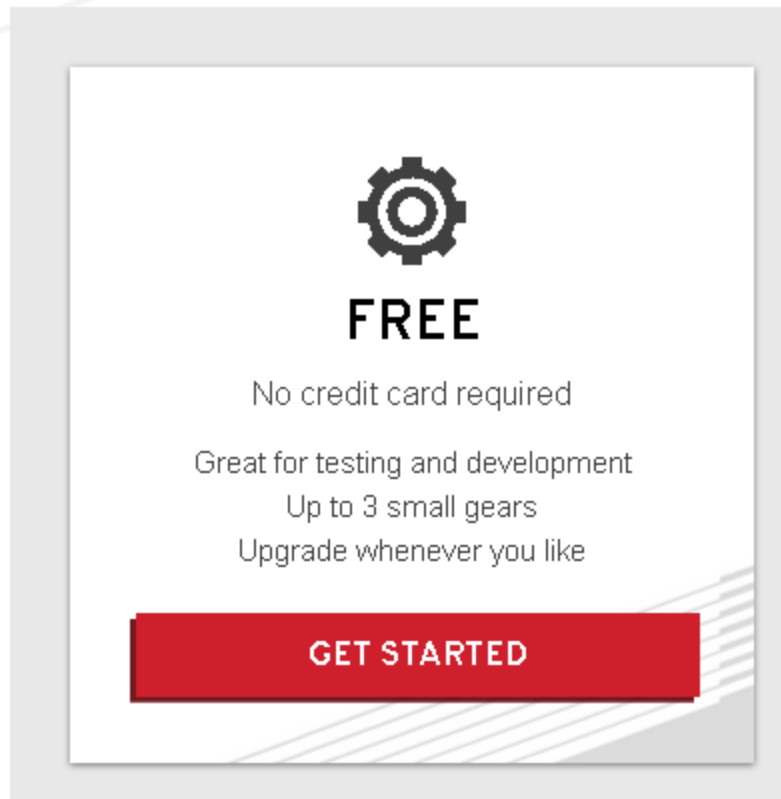 FREE
No credit card required
Great for testing and development
Up to 3 small gears
Upgrade whenever you like
GET STARTED